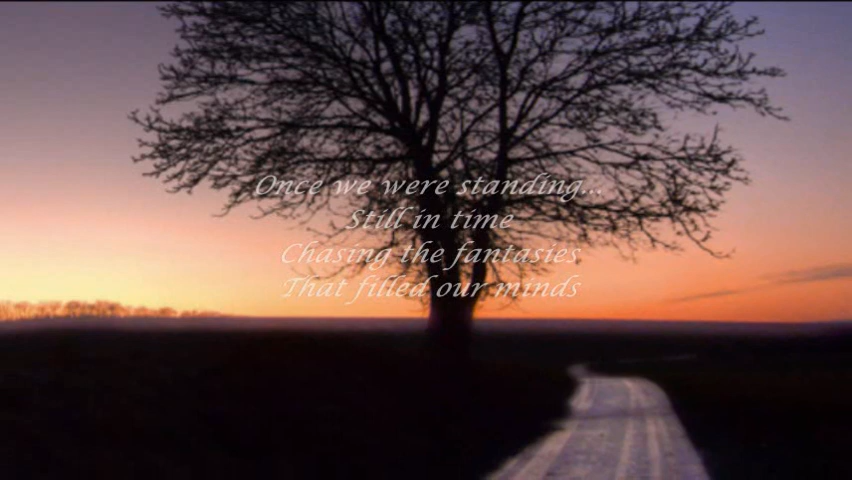 Once we were standing...
Still in time
Chasing the fantasies
That filled our minds